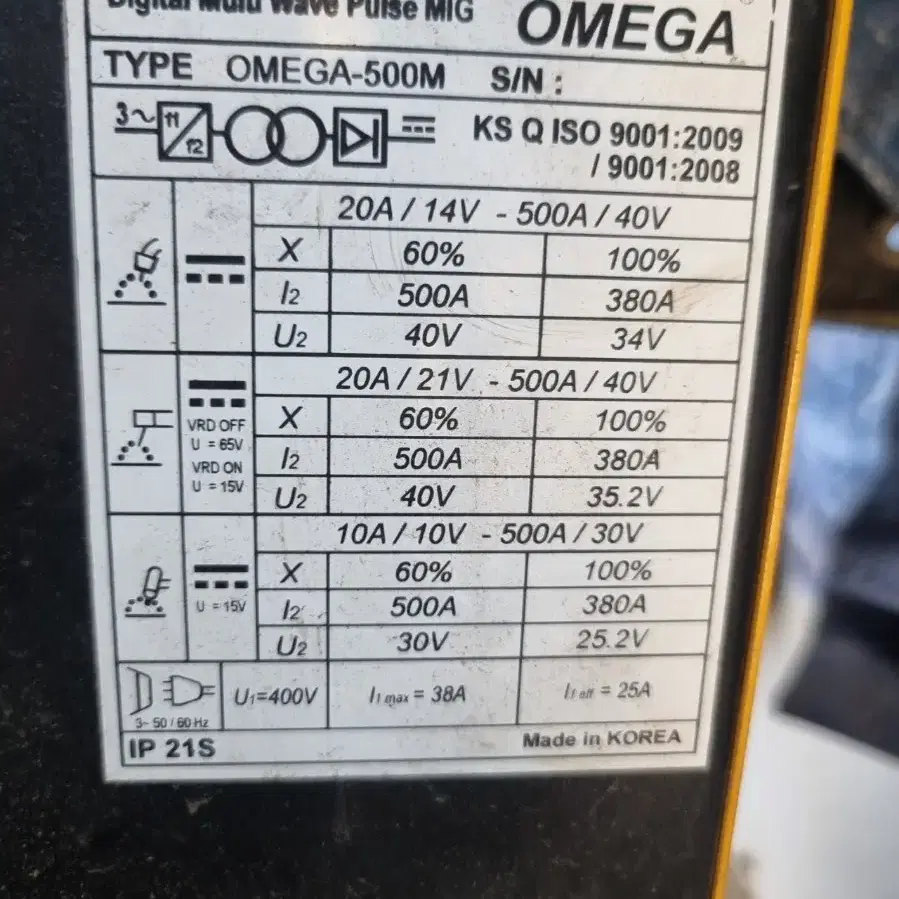 Digital Multi Wave Pulse MIG OMEGA
TYPE OMEGA-500M S/N :
3~ f1 f2 KS Q ISO 9001:2009
/ 9001:2008
20A / 14V - 500A / 40V
X 60% 100%
I2 500A 380A
U2 40V 34V
20A / 21V - 500A / 40V
VRD OFF
U = 65V
VRD ON
U = 15V
X 60% 100%
I2 500A 380A
U2 40V 35.2V
10A / 10V - 500A / 30V
U = 15V
X 60% 100%
I2 500A 380A
U2 30V 25.2V
3~ 50 / 60 Hz U1=400V I1 max = 38A I1 eff = 25A
IP 21S Made in KOREA